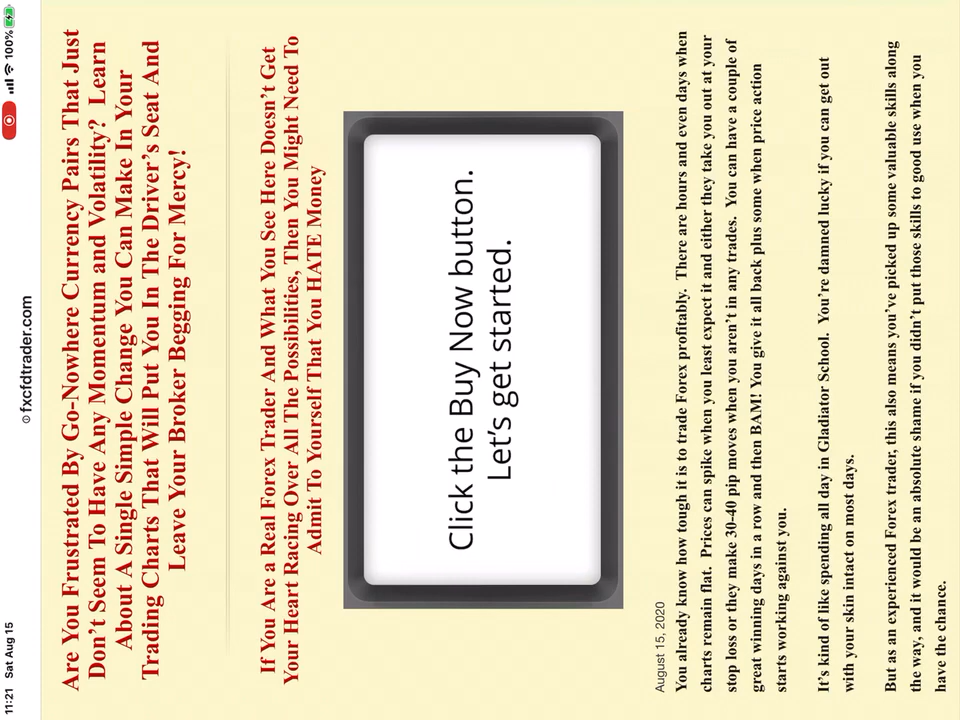 11:21 Sat Aug 15
fxcfdtrader.com
100%
Are You Frustrated By Go-Nowhere Currency Pairs That Just
Don't Seem To Have Any Momentum and Volatility? Learn
About A Single Simple Change You Can Make In Your
Trading Charts That Will Put You In The Driver's Seat And
Leave Your Broker Begging For Mercy!
If You Are a Real Forex Trader And What You See Here Doesn't Get
Your Heart Racing Over All The Possibilities, Then You Might Need To
Admit To Yourself That You HATE Money
Click the Buy Now button.
Let's get started.
August 15, 2020
You already know how tough it is to trade Forex profitably. There are hours and even days when
charts remain flat. Prices can spike when you least expect it and either they take you out at your
stop loss or they make 30-40 pip moves when you aren't in any trades. You can have a couple of
great winning days in a row and then BAM! You give it all back plus some when price action
starts working against you.
It's kind of like spending all day in Gladiator School. You're damned lucky if you can get out
with your skin intact on most days.
But as an experienced Forex trader, this also means you've picked up some valuable skills along
the way, and it would be an absolute shame if you didn't put those skills to good use when you
have the chance.